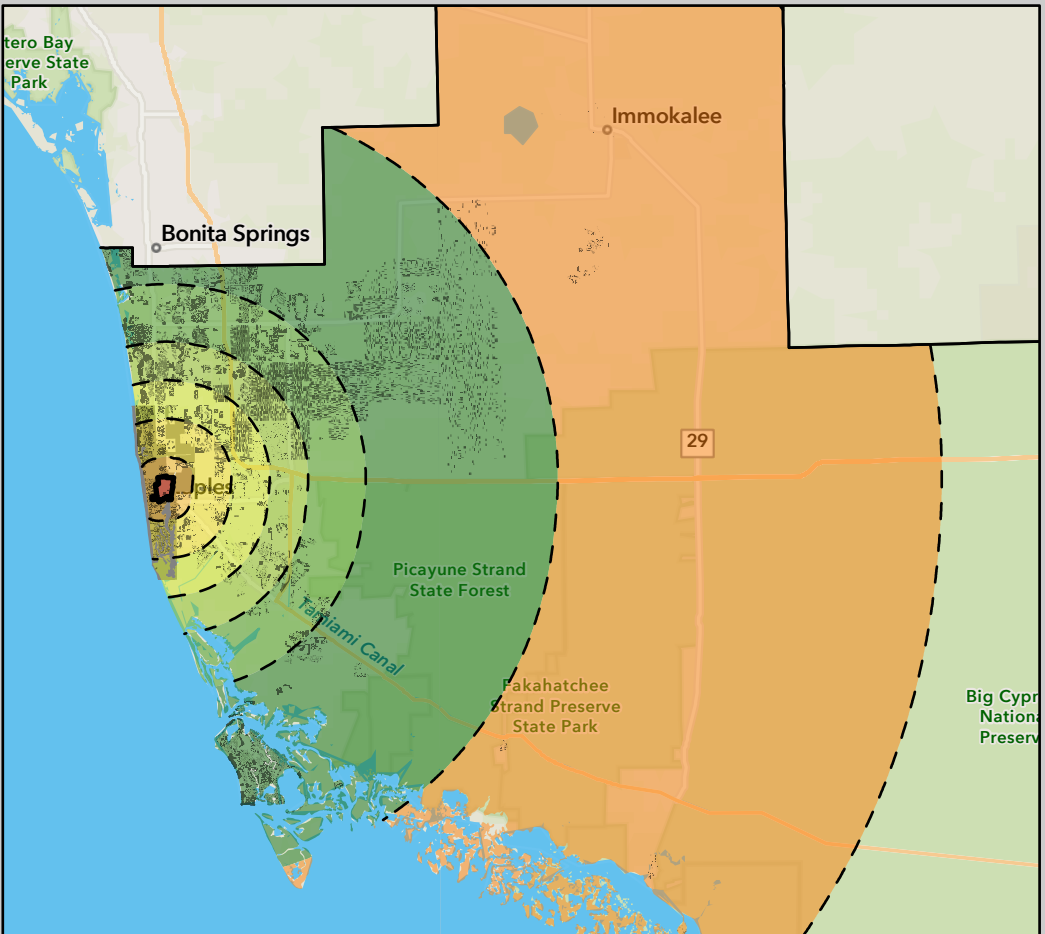 tero Bay
erve State
Park
Immokalee
Bonita Springs
29
ples
Picayune Strand
State Forest
Tamiami Canal
Fakahatchee
Strand Preserve
State Park
Big Cypr
Nationa
Preserv